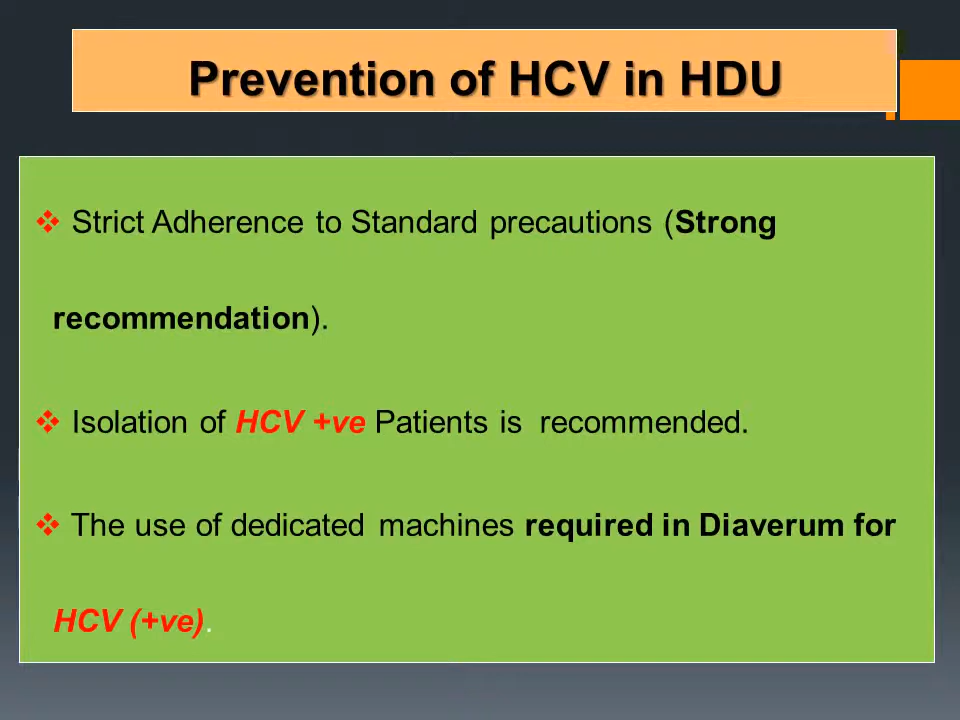 Prevention of HCV in HDU
❖ Strict Adherence to Standard precautions (Strong
recommendation).
❖ Isolation of HCV +ve Patients is recommended.
❖ The use of dedicated machines required in Diaverum for
HCV (+ve).